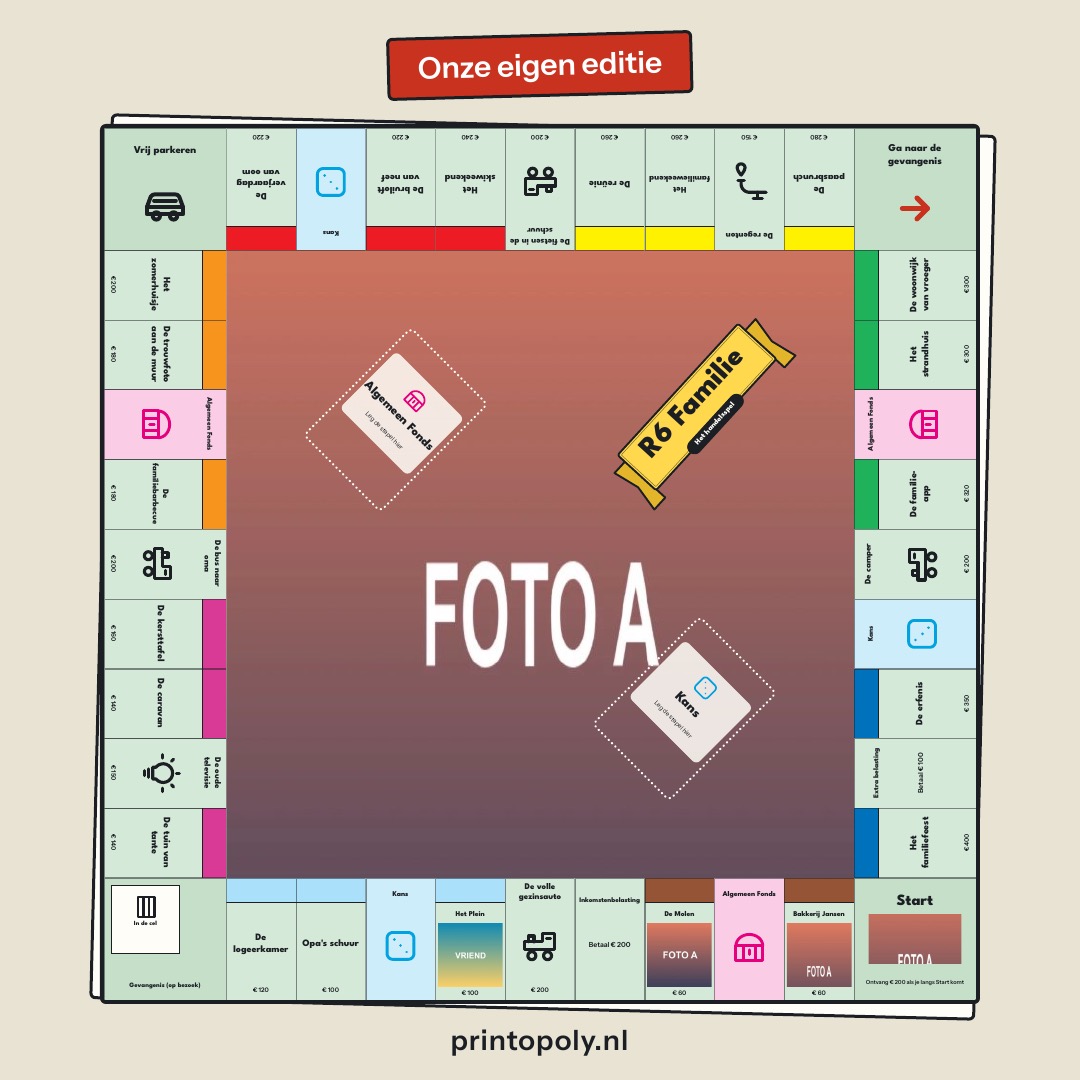 Onze eigen editie
Vrij parkeren
€ 220
De
verjaardag
van oom
Kans
€ 220
De bruiloft
van neef
€ 240
Het
skiweekend
€ 200
De fietsen in de
schuur
€ 260
De reünie
€ 260
Het
familieweekend
€ 150
De regenten
€ 280
De
paasbrunch
Ga naar de
gevangenis
€ 200
Het
zomerhuisje
€ 180
De trouwfoto
aan de muur
Algemeen Fonds
€ 180
De
familiebarbecue
€ 200
De bus naar
oma
€ 160
De kersttafel
€ 140
De caravan
€ 150
De oude
televisie
€ 140
De tuin van
tante
De woonwijk
van vroeger
€ 300
Het
strandhuis
€ 300
Algemeen Fonds
De familie-
app
€ 320
De camper
€ 200
Kans
De erfenis
€ 350
Extra belasting
Betaal € 100
Het
familiefeest
€ 400
Algemeen Fonds
Leg de stapel hier
R6 Familie
Het handelsspel
FOTO A
Kans
Leg de stapel hier
In de cel
Gevangenis (op bezoek)
De
logeerkamer
€ 120
Opa's schuur
€ 100
Kans
Het Plein
VRIEND
€ 100
De volle
gezinsauto
€ 200
Inkomstenbelasting
Betaal € 200
De Molen
FOTO A
€ 60
Algemeen Fonds
Bakkerij Jansen
FOTO A
€ 60
Start
FOTO A
Ontvang € 200 als je langs Start komt
printopoly.nl